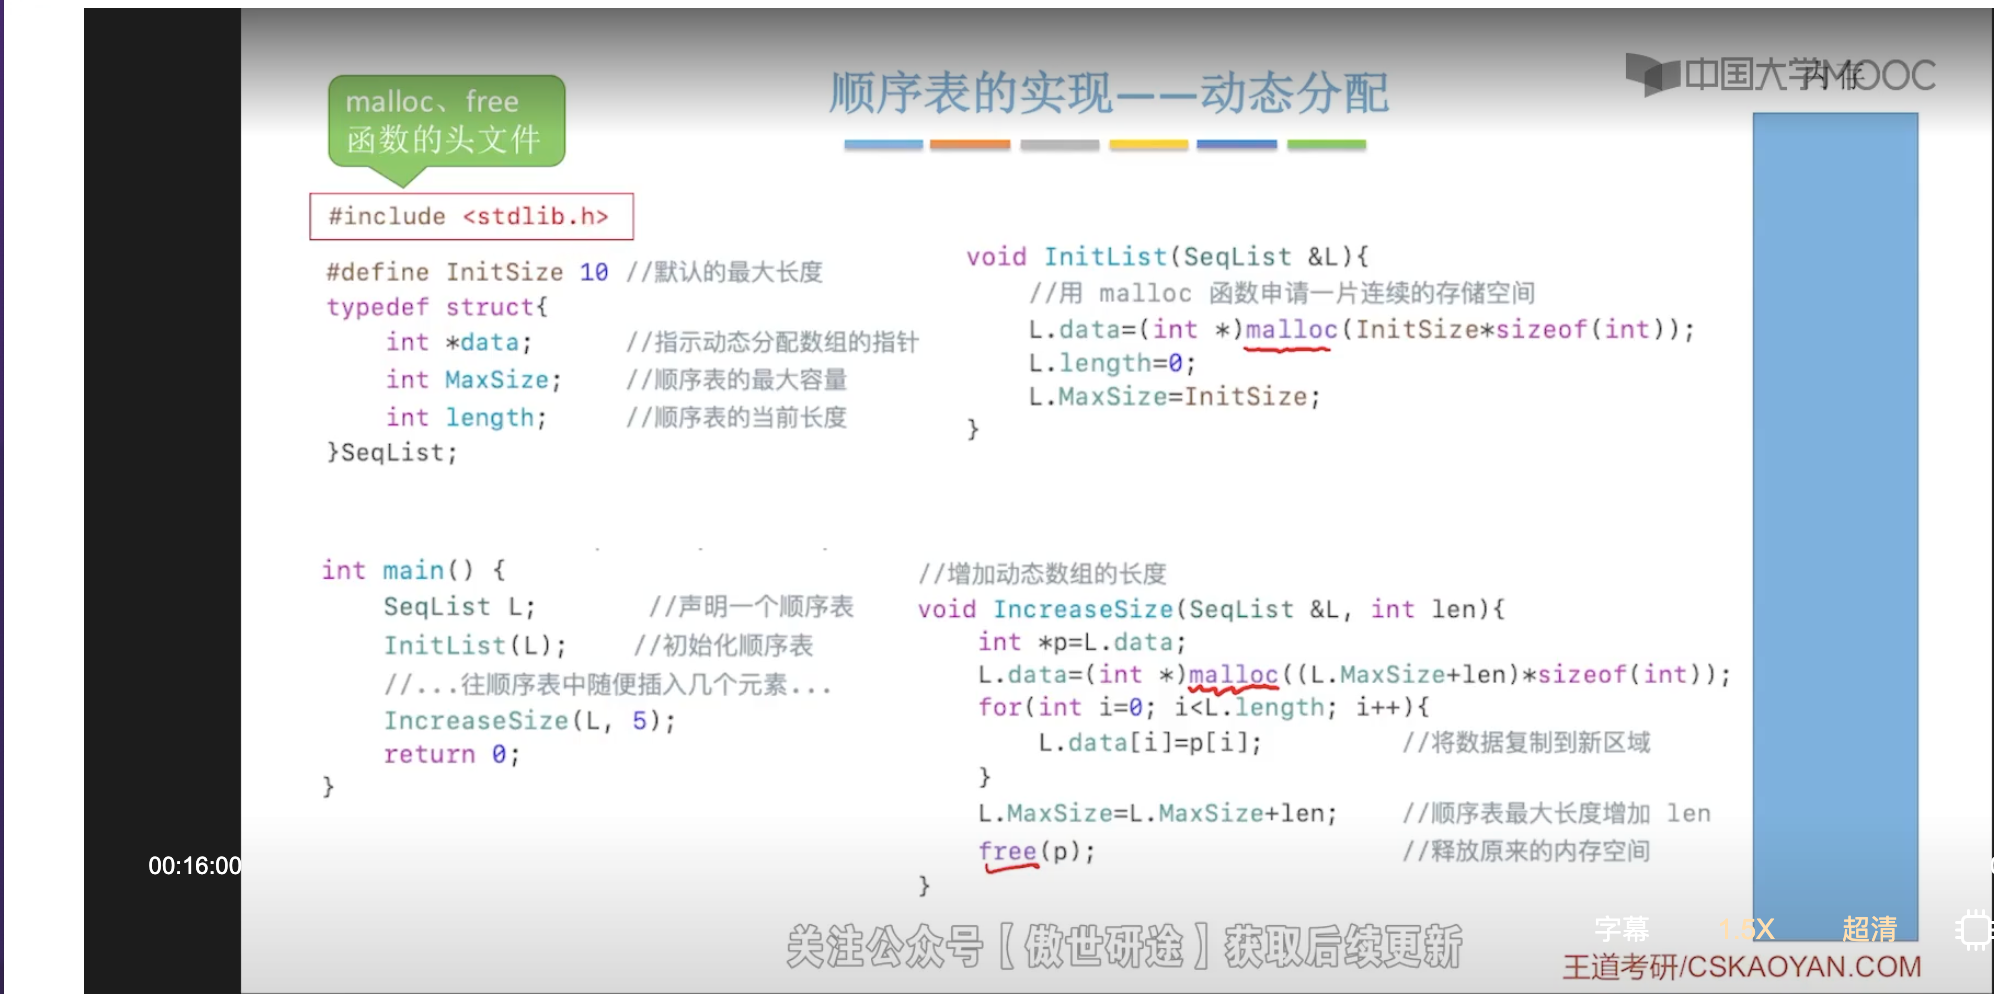 malloc、free
函数的头文件
顺序表的实现——动态分配
中国大学MOOC
内存
#include <stdlib.h>
#define InitSize 10 //默认的最大长度
typedef struct{
int *data; //指示动态分配数组的指针
int MaxSize; //顺序表的最大容量
int length; //顺序表的当前长度
}SeqList;
void InitList(SeqList &L){
//用 malloc 函数申请一片连续的存储空间
L.data=(int *)malloc(InitSize*sizeof(int));
L.length=0;
L.MaxSize=InitSize;
}
int main() {
SeqList L; //声明一个顺序表
InitList(L); //初始化顺序表
//...往顺序表中随便插入几个元素...
IncreaseSize(L, 5);
return 0;
}
//增加动态数组的长度
void IncreaseSize(SeqList &L, int len){
int *p=L.data;
L.data=(int *)malloc((L.MaxSize+len)*sizeof(int));
for(int i=0; i<L.length; i++){
L.data[i]=p[i]; //将数据复制到新区域
}
L.MaxSize=L.MaxSize+len; //顺序表最大长度增加 len
free(p); //释放原来的内存空间
}
00:16:00
关注公众号【傲世研途】获取后续更新
字幕 1.5X 超清
王道考研/CSKAOYAN.COM